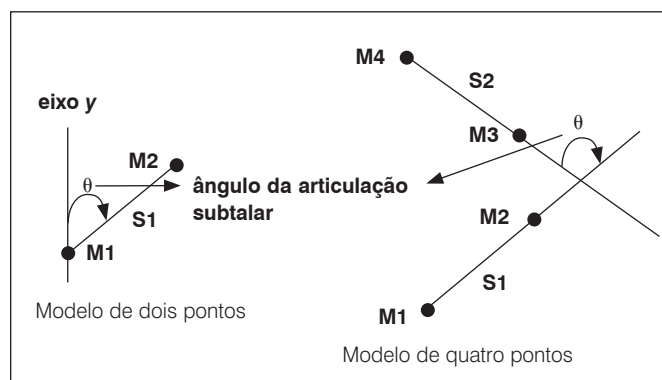 M4
S2
eixo y
M3
θ
M2
θ
ângulo da articulação
subtalar
S1
M2
M1
S1
Modelo de dois pontos
M1
Modelo de quatro pontos